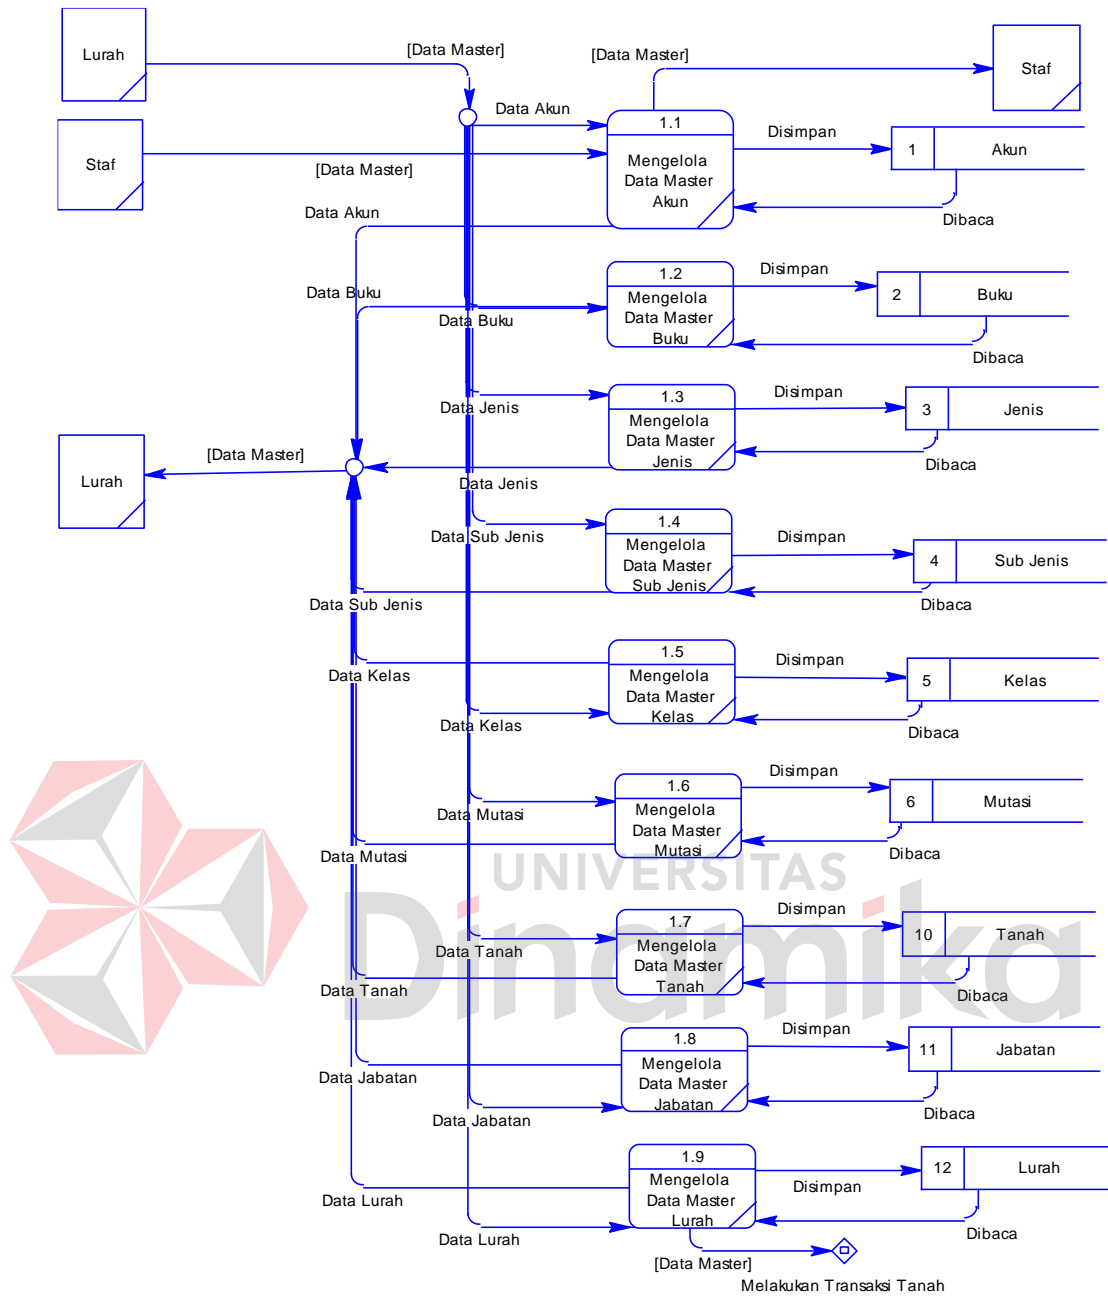 Lurah
[Data Master]
[Data Master]
Staf
Data Akun
1.1
Disimpan
1
Akun
Staf
[Data Master]
Mengelola
Data Master
Akun
Dibaca
Data Akun
1.2
Disimpan
2
Buku
Data Buku
Data Buku
Mengelola
Data Master
Buku
Dibaca
1.3
Disimpan
3
Jenis
Data Jenis
Mengelola
Data Master
Jenis
Dibaca
Lurah
[Data Master]
Data Jenis
1.4
Disimpan
4
Sub Jenis
Data Sub Jenis
Mengelola
Data Master
Sub Jenis
Dibaca
Data Sub Jenis
1.5
Disimpan
5
Kelas
Data Kelas
Mengelola
Data Master
Kelas
Data Kelas
Dibaca
1.6
Disimpan
6
Mutasi
Data Mutasi
Mengelola
Data Master
Mutasi
Data Mutasi
Dibaca
UNIVERSITAS
Dinamika
1.7
Disimpan
10
Tanah
Data Tanah
Mengelola
Data Master
Tanah
Data Tanah
Dibaca
1.8
Disimpan
11
Jabatan
Data Jabatan
Mengelola
Data Master
Jabatan
Data Jabatan
Dibaca
1.9
Disimpan
12
Lurah
Data Lurah
Mengelola
Data Master
Lurah
Data Lurah
Dibaca
[Data Master]
Melakukan Transaksi Tanah